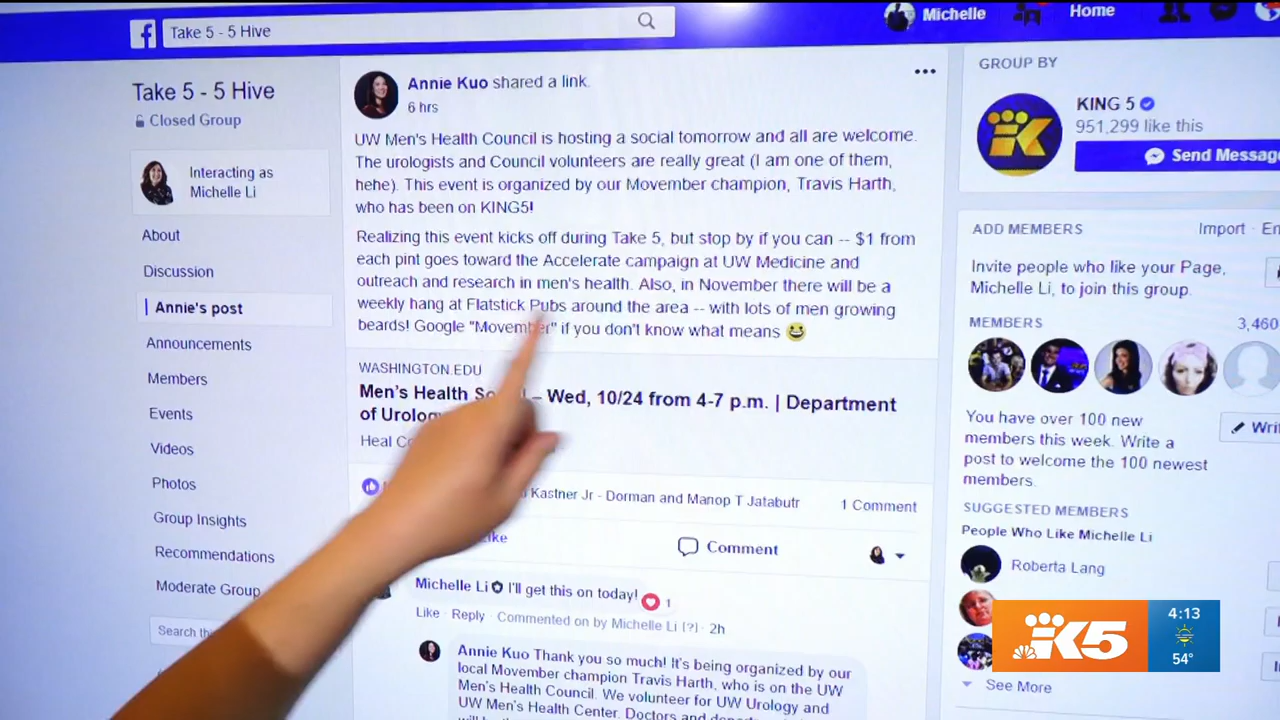 Take 5 - 5 Hive
Michelle
Home
Take 5 - 5 Hive
Closed Group
Interacting as
Michelle Li
About
Discussion
Annie's post
Announcements
Members
Events
Videos
Photos
Group Insights
Recommendations
Moderate Group
Annie Kuo shared a link.
6 hrs
UW Men's Health Council is hosting a social tomorrow and all are welcome.
The urologists and Council volunteers are really great (I am one of them,
hehe). This event is organized by our Movember champion, Travis Harth,
who has been on KING5!
Realizing this event kicks off during Take 5, but stop by if you can -- $1 from
each pint goes toward the Accelerate campaign at UW Medicine and
outreach and research in men's health. Also, in November there will be a
weekly hang at Flatstick Pubs around the area -- with lots of men growing
beards! Google "Movember" if you don't know what means
WASHINGTON.EDU
Men's Health – Wed, 10/24 from 4-7 p.m. | Department
of
Heal
Kastner Jr - Dorman and Manop T Jatabutr
1 Comment
Comment
Michelle Li I'll get this on today!
1
Like · Reply · Commented on by Michelle Li [?] · 2h
Annie Kuo Thank you so much! It's being organized by our
local Movember champion Travis Harth, who is on the UW
Men's Health Council. We volunteer for UW Urology and
UW Men's Health Center. Doctors and
GROUP BY
KING 5
951,299 like this
Send Message
ADD MEMBERS
Import ·
Invite people who like your Page,
Michelle Li, to join this group.
MEMBERS
3,460
You have over 100 new
members this week. Write a
post to welcome the 100 newest
members.
SUGGESTED MEMBERS
People Who Like Michelle Li
Roberta Lang
See More
K5
4:13
54°